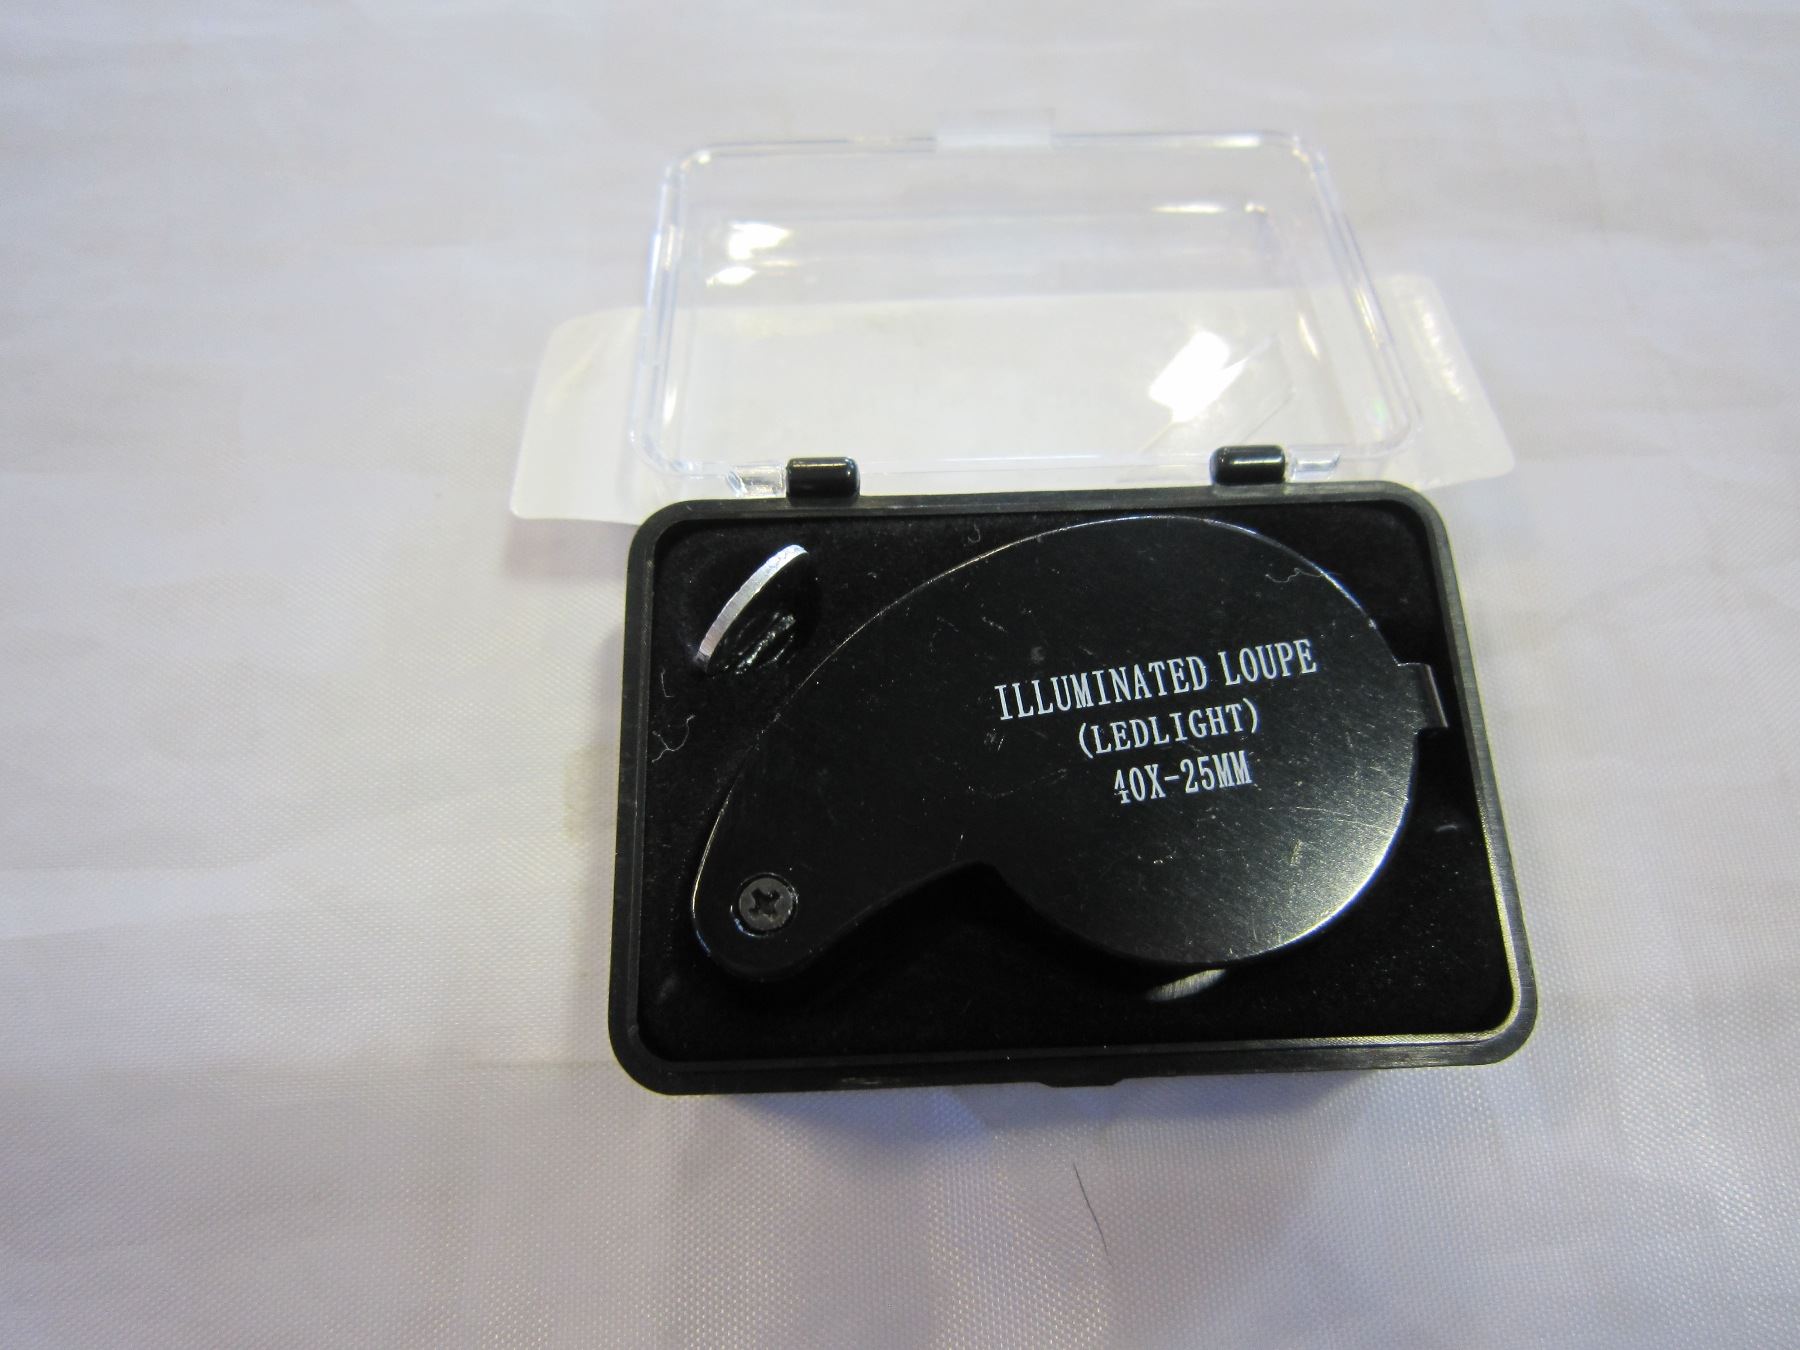 ILLUMINATED LOUPE
(LEDLIGHT)
40X-25MM